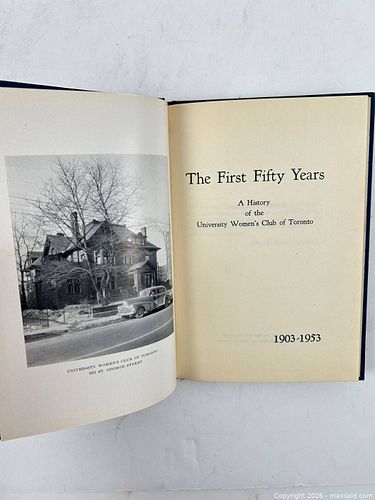 UNIVERSITY WOMEN'S CLUB OF TORONTO
ST. GEORGE STREET
The First Fifty Years
A History
of the
University Women's Club of Toronto
1903-1953
Copyright 2026 - maxsold.com